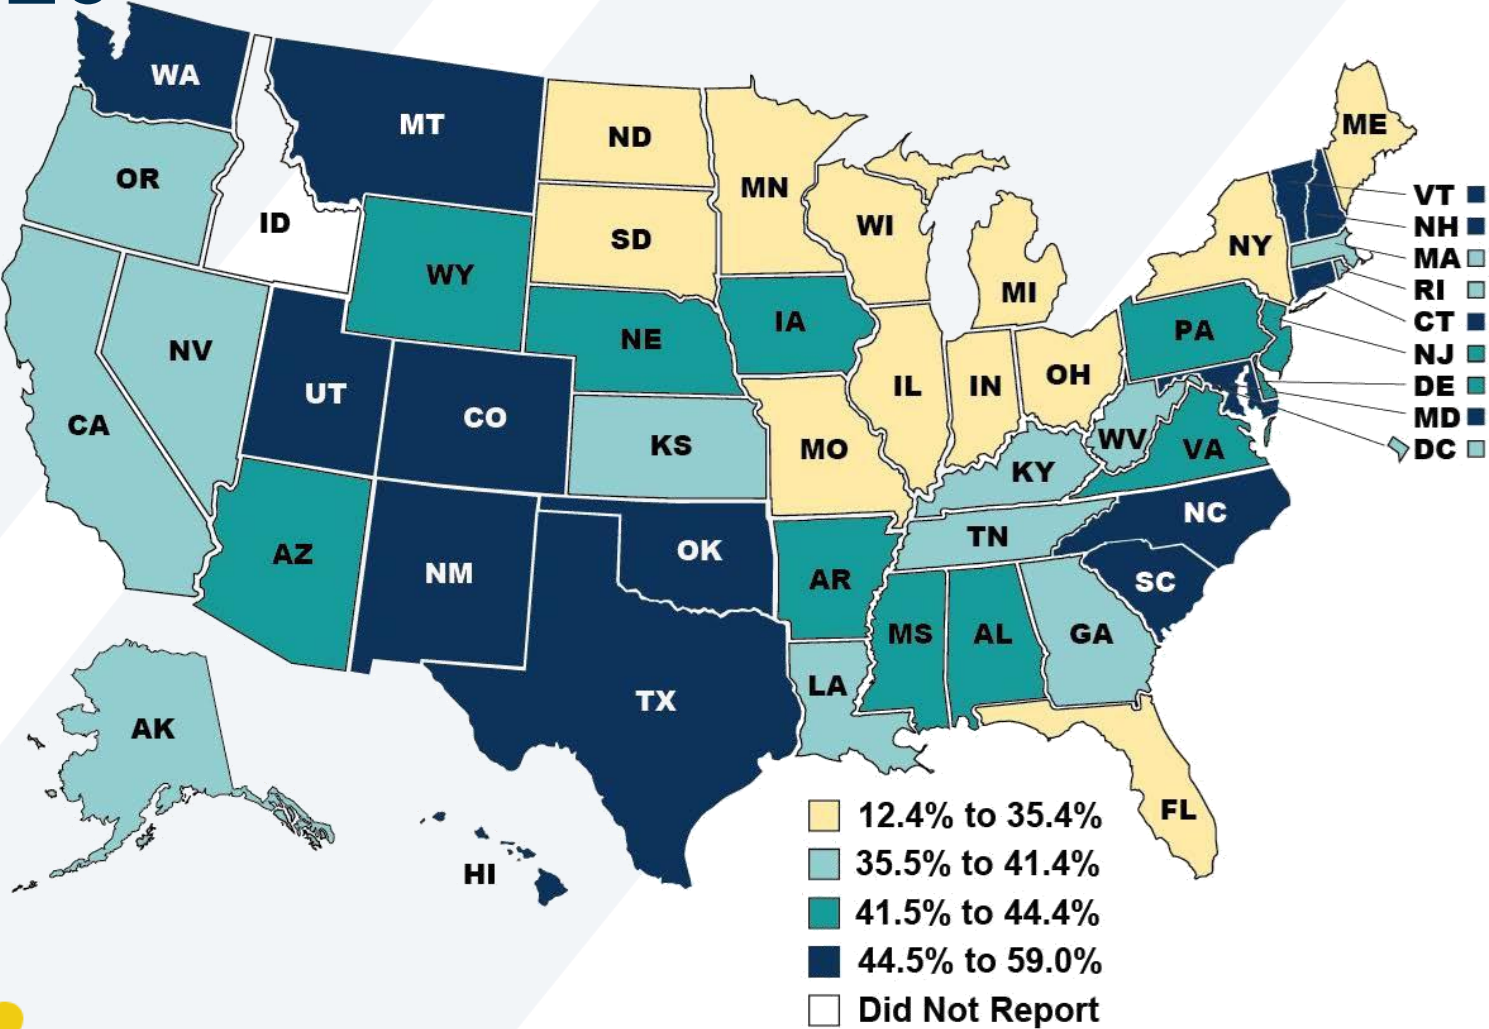 WA
MT
ND
ME
OR
MN
VT
ID
WI
NH
SD
NY
MA
WY
MI
RI
IA
PA
CT
NE
NV
NJ
UT
OH
IL
IN
DE
CO
MD
CA
KS
MO
WV
VA
DC
KY
NC
TN
AZ
OK
NM
AR
SC
MS
AL
GA
LA
TX
AK
FL
HI
12.4% to 35.4%
35.5% to 41.4%
41.5% to 44.4%
44.5% to 59.0%
Did Not Report